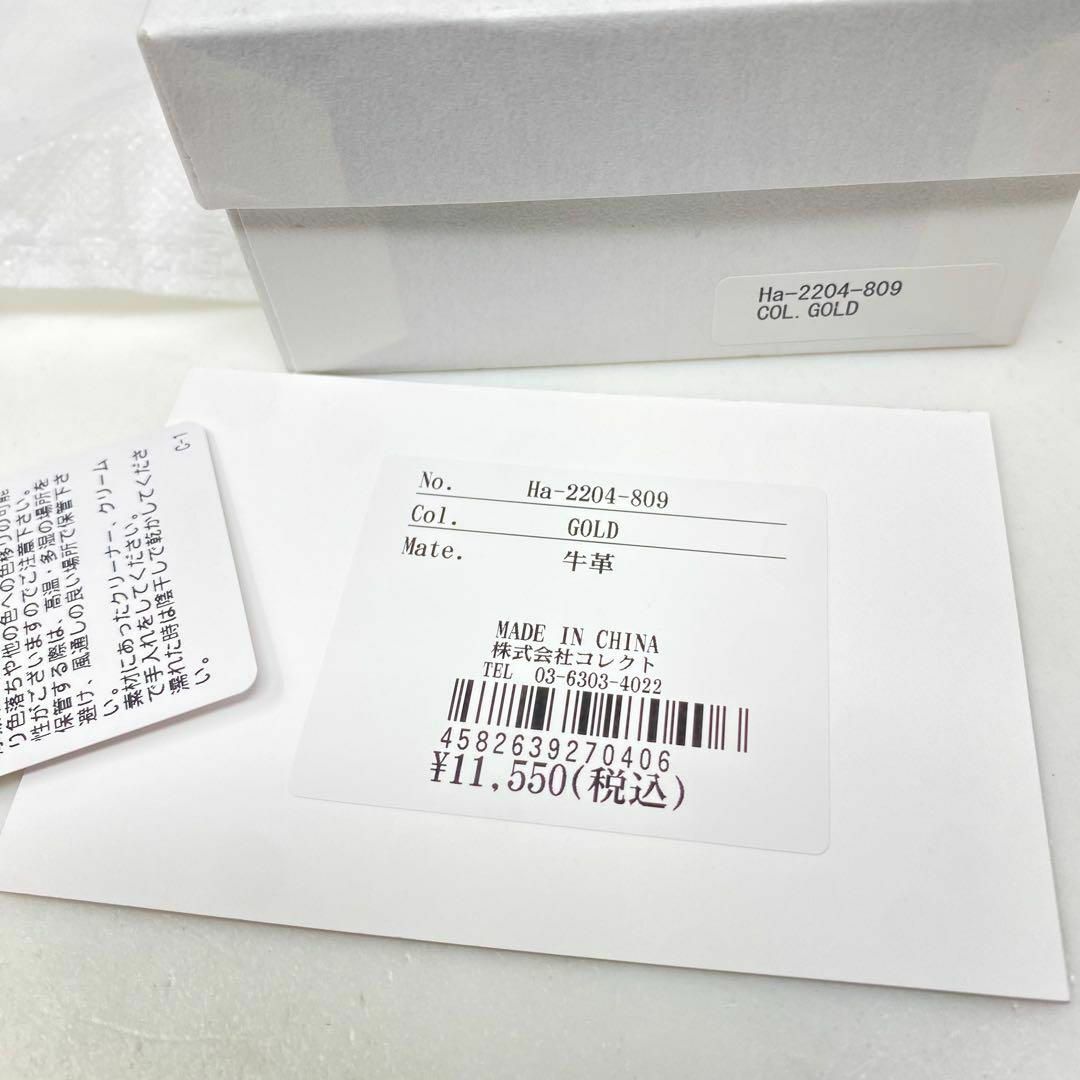 Ha-2204-809
COL. GOLD
No. Ha-2204-809
Col. GOLD
Mate. 牛革
MADE IN CHINA
株式会社コレクト
TEL 03-6303-4022
4582639270406
¥11,550(税込)
り色落ちや他の色への色移りの可能
性がございますのでご注意下さい。
保管する際は、高温・多湿の場所を
避け、風通しの良い場所で保管下さ
い。
素材にあったクリーナー、クリーム
で手入れをしてください。
濡れた時は陰干しで乾かしてくださ
い。
C-1